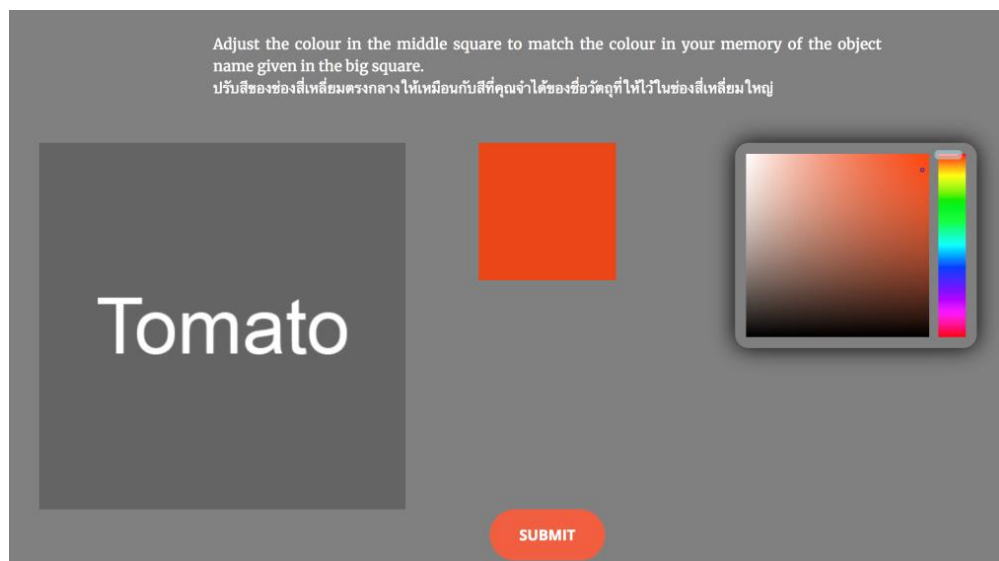 Adjust the colour in the middle square to match the colour in your memory of the object
name given in the big square.
ปรับสีของช่องสี่เหลี่ยมตรงกลางให้เหมือนกับสีที่คุณจำได้ของชื่อวัตถุที่ให้ไว้ในช่องสี่เหลี่ยมใหญ่
Tomato
SUBMIT